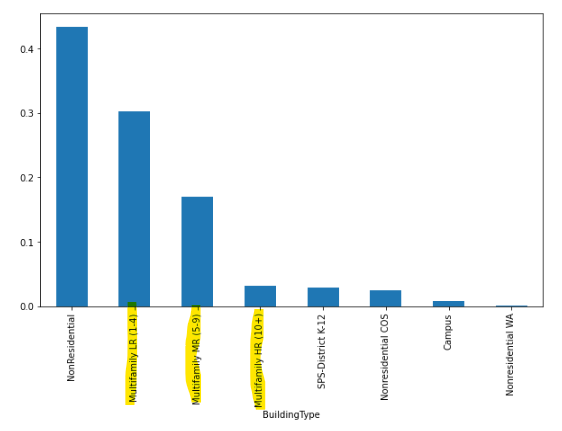 0.4
0.3
0.2
0.1
0.0
NonResidential
Multifamily LR (1-4)
Multifamily MR (5-9)
Multifamily HR (10+)
SPS-District K-12
Nonresidential COS
Campus
Nonresidential WA
BuildingType